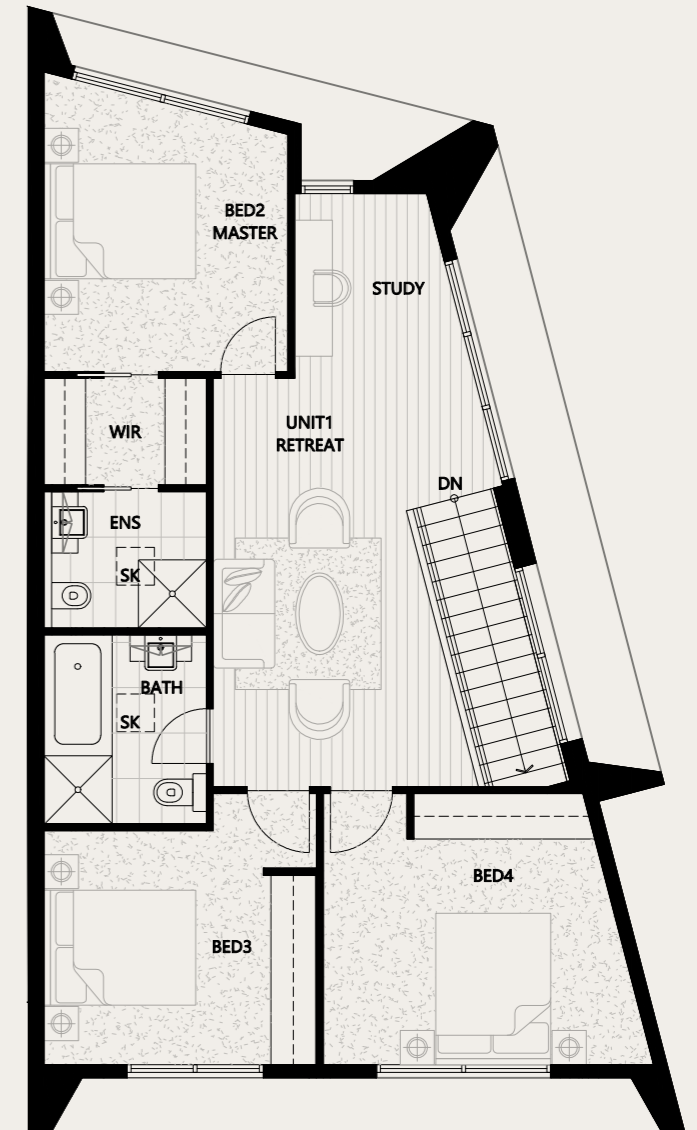 BED2
MASTER
STUDY
UNIT1
RETREAT
WIR
DN
ENS
SK
BATH
SK
BED4
BED3